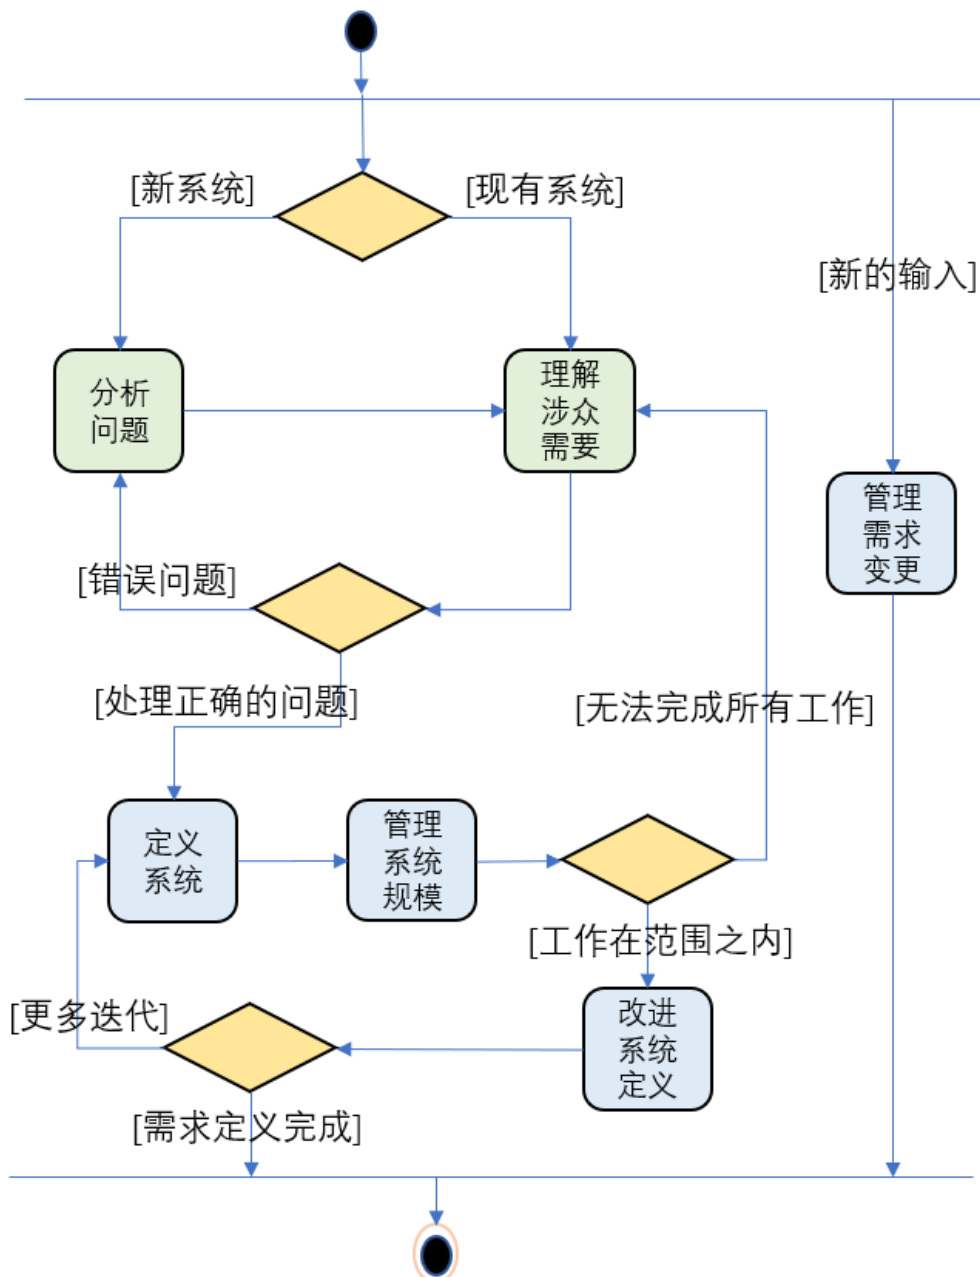 [新系统]
[现有系统]
[新的输入]
分析
问题
理解
涉众
需要
管理
需求
变更
[错误问题]
[处理正确的问题]
[无法完成所有工作]
定义
系统
管理
系统
规模
[工作在范围之内]
[更多迭代]
改进
系统
定义
[需求定义完成]